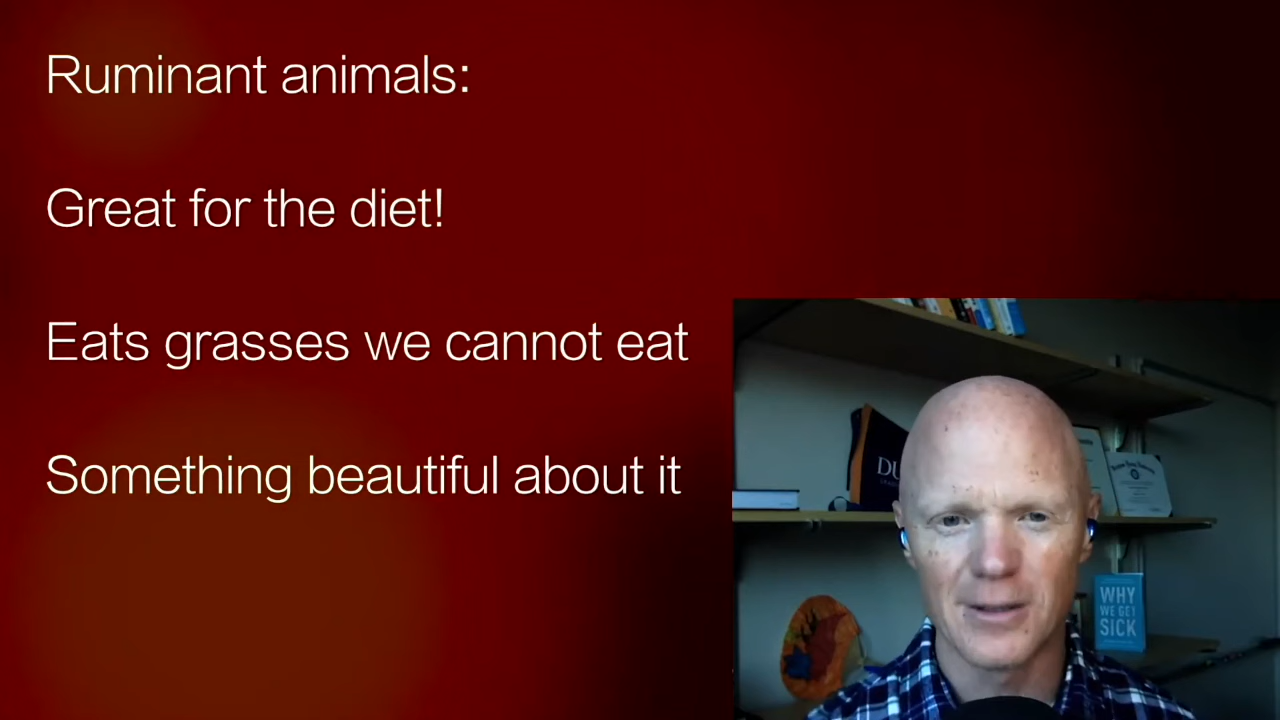 Ruminant animals:
Great for the diet!
Eats grasses we cannot eat
Something beautiful about it
DU
WHY
WE GET
SICK